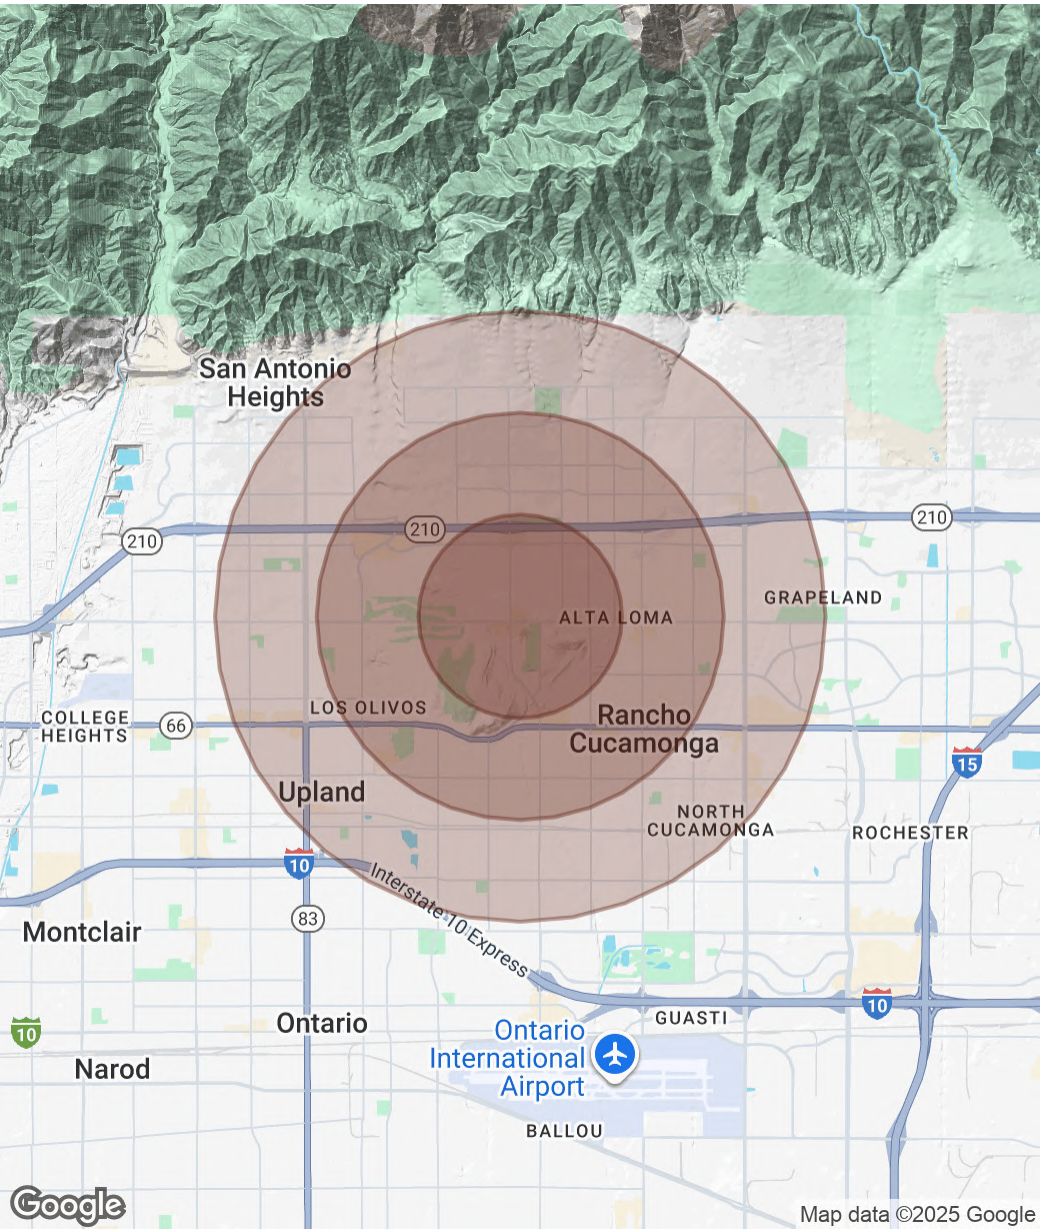 San Antonio
Heights
210
210
210
GRAPELAND
ALTA LOMA
LOS OLIVOS
COLLEGE
HEIGHTS
66
Rancho
Cucamonga
15
Upland
NORTH
CUCAMONGA
ROCHESTER
10
Interstate 10 Express
83
Montclair
10
GUASTI
Ontario
10
Ontario
International
Airport
Narod
BALLOU
Google
Map data ©2025 Google